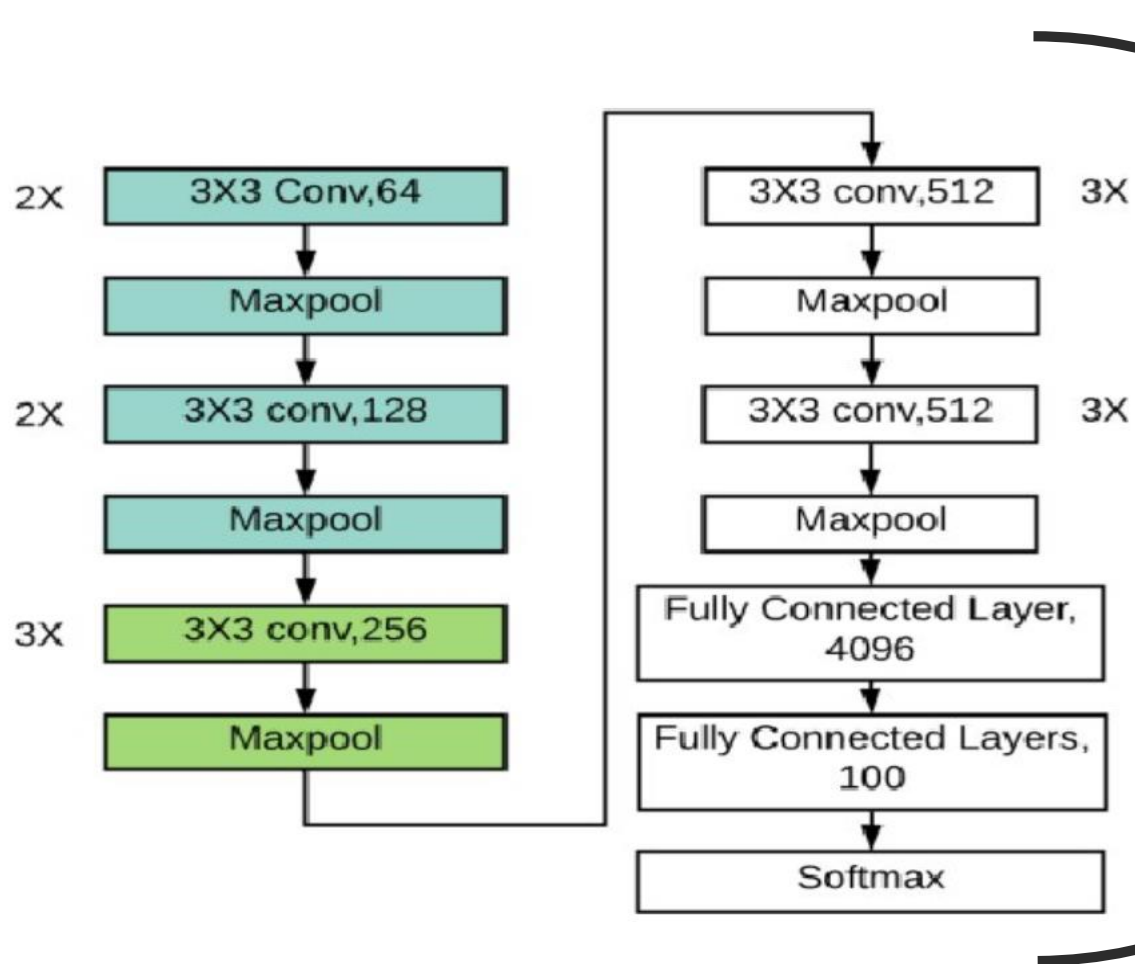 2X
3X3 Conv,64
Maxpool
2X
3X3 conv,128
Maxpool
3X
3X3 conv,256
Maxpool
3X3 conv,512
3X
Maxpool
3X3 conv,512
3X
Maxpool
Fully Connected Layer,
4096
Fully Connected Layers,
100
Softmax